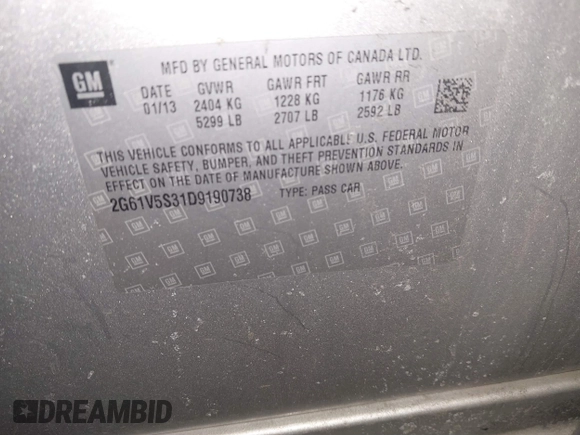 GM
MFD BY GENERAL MOTORS OF CANADA LTD.
DATE GVWR GAWR FRT GAWR RR
01/13 2404 KG 1228 KG 1176 KG
5299 LB 2707 LB 2592 LB
THIS VEHICLE CONFORMS TO ALL APPLICABLE U.S. FEDERAL MOTOR
VEHICLE SAFETY, BUMPER, AND THEFT PREVENTION STANDARDS IN
EFFECT ON THE DATE OF MANUFACTURE SHOWN ABOVE.
2G61V5S31D9190738 TYPE: PASS CAR
DREAMBID